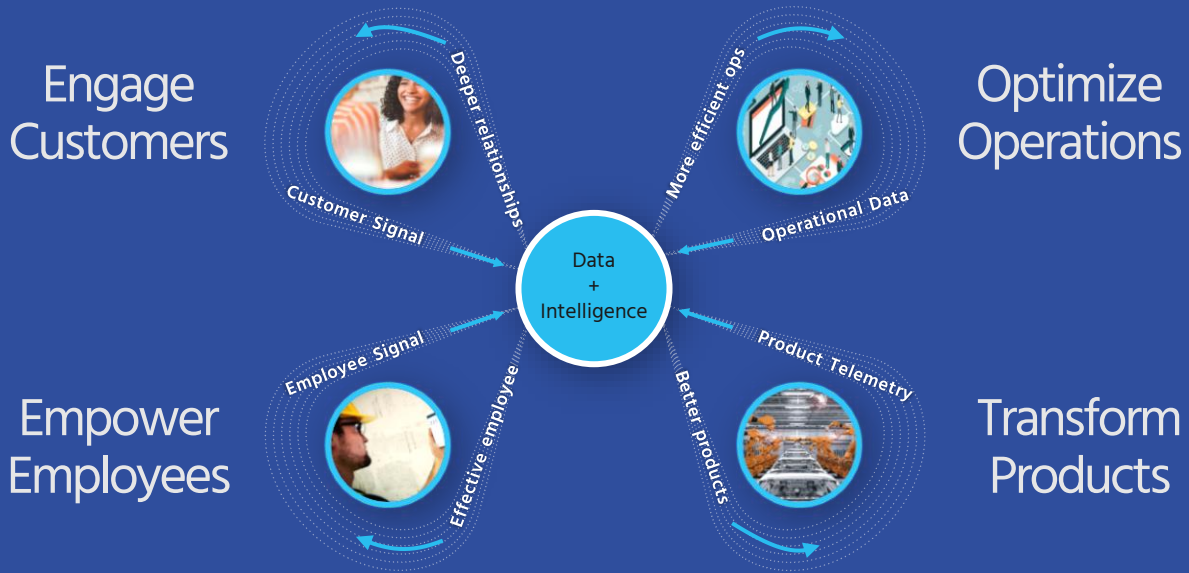 Engage
Customers
Deeper relationships
Customer Signal
More efficient ops
Operational Data
Optimize
Operations
Data
+
Intelligence
Empower
Employees
Employee Signal
Effective employee
Product Telemetry
Better products
Transform
Products